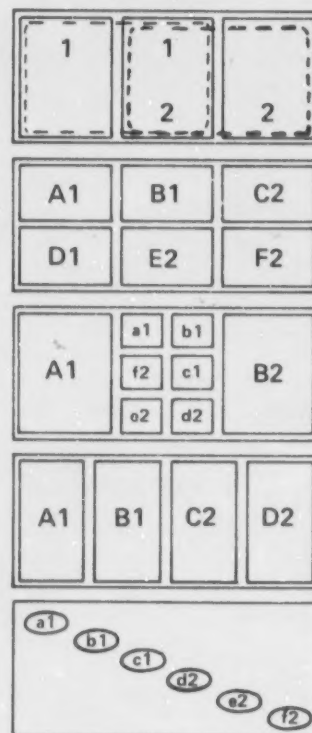 1 1
2 2
A1 B1 C2
D1 E2 F2
A1 a1 b1 B2
f2 c1
e2 d2
A1 B1 C2 D2
a1
b1
c1
d2
e2
f2